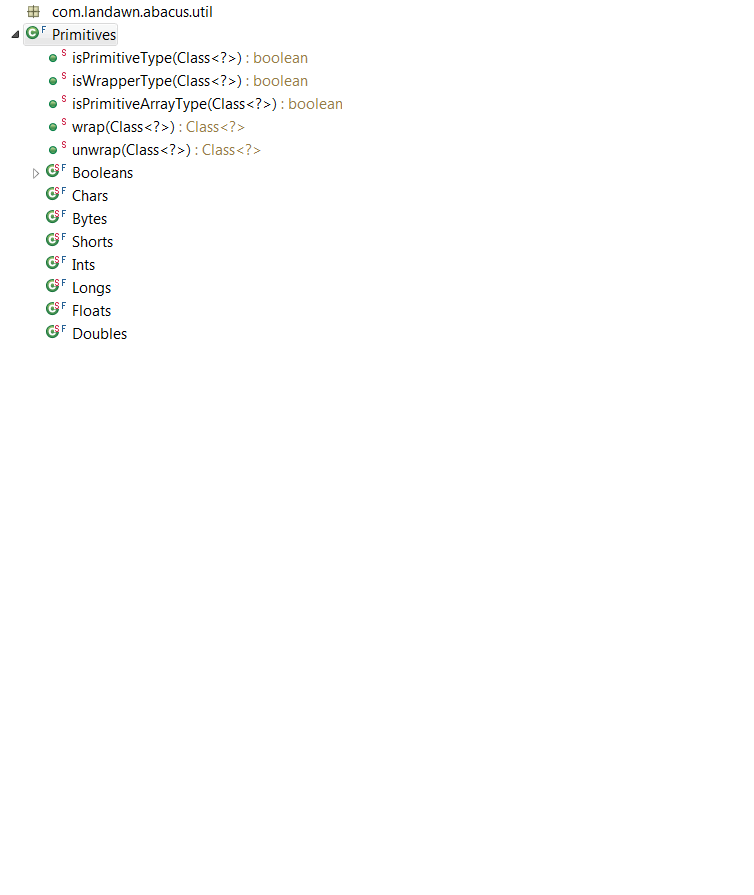 com.landawn.abacus.util
Primitives
isPrimitiveType(Class<?>) : boolean
isWrapperType(Class<?>) : boolean
isPrimitiveArrayType(Class<?>) : boolean
wrap(Class<?>) : Class<?>
unwrap(Class<?>) : Class<?>
Booleans
Chars
Bytes
Shorts
Ints
Longs
Floats
Doubles